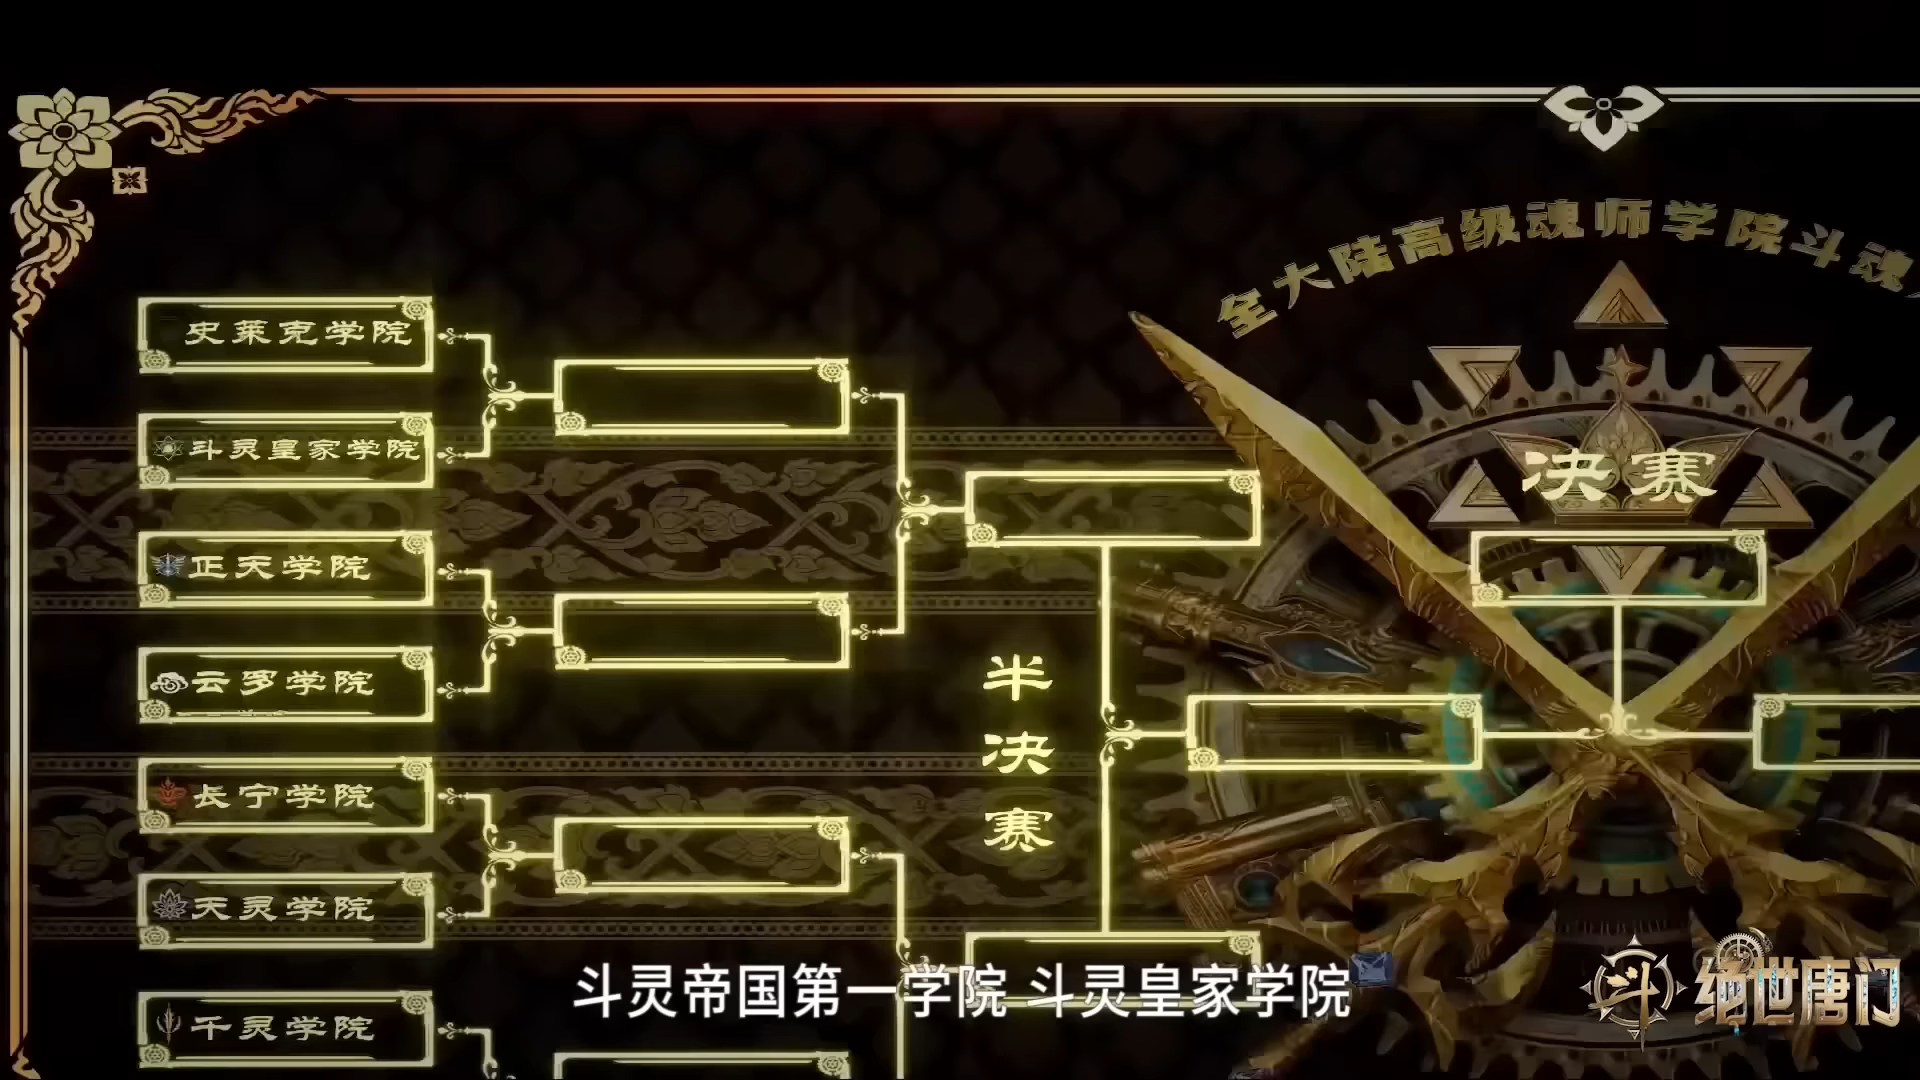 全大陆高级魂师学院斗魂
史莱克学院
斗灵皇家学院
正天学院
云罗学院
长宁学院
天灵学院
千灵学院
半决赛
决赛
斗灵帝国第一学院 斗灵皇家学院
斗 绝世唐门